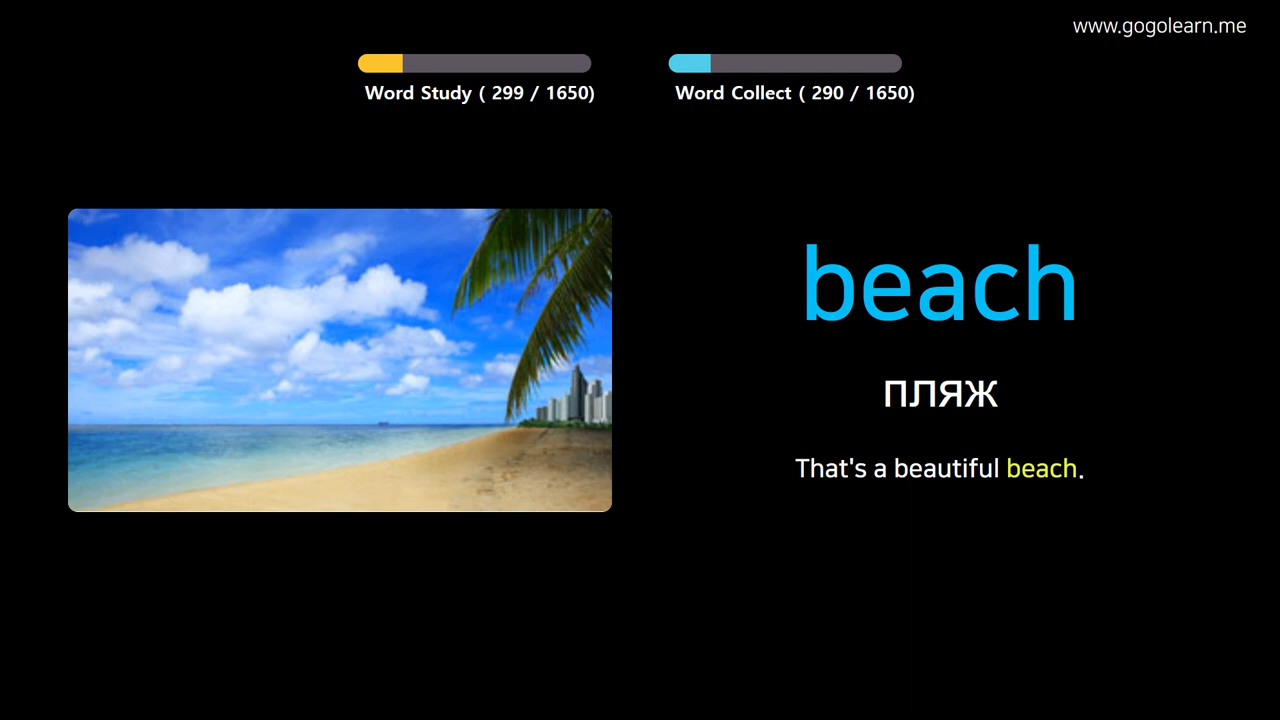 www.gogolearn.me
Word Study ( 299 / 1650)
Word Collect ( 290 / 1650)
beach
пляж
That's a beautiful beach.